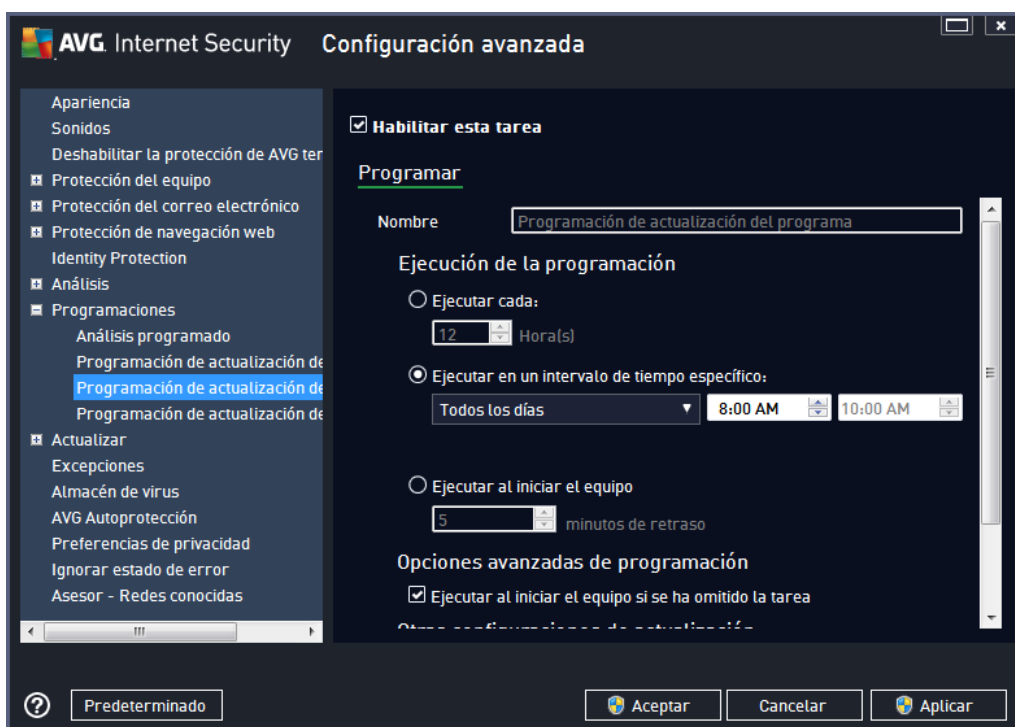 AVG. Internet Security Configuración avanzada
Apariencia
Sonidos
Deshabilitar la protección de AVG ter
Protección del equipo
Protección del correo electrónico
Protección de navegación web
Identity Protection
Análisis
Programaciones
Análisis programado
Programación de actualización de
Programación de actualización de
Programación de actualización de
Actualizar
Excepciones
Almacén de virus
AVG Autoprotección
Preferencias de privacidad
Ignorar estado de error
Asesor - Redes conocidas
Habilitar esta tarea
Programar
Nombre Programación de actualización del programa
Ejecución de la programación
Ejecutar cada:
12 Hora(s)
Ejecutar en un intervalo de tiempo específico:
Todos los días 8:00 AM 10:00 AM
Ejecutar al iniciar el equipo
5 minutos de retraso
Opciones avanzadas de programación
Ejecutar al iniciar el equipo si se ha omitido la tarea
Otras configuraciones de actualización
Predeterminado Aceptar Cancelar Aplicar